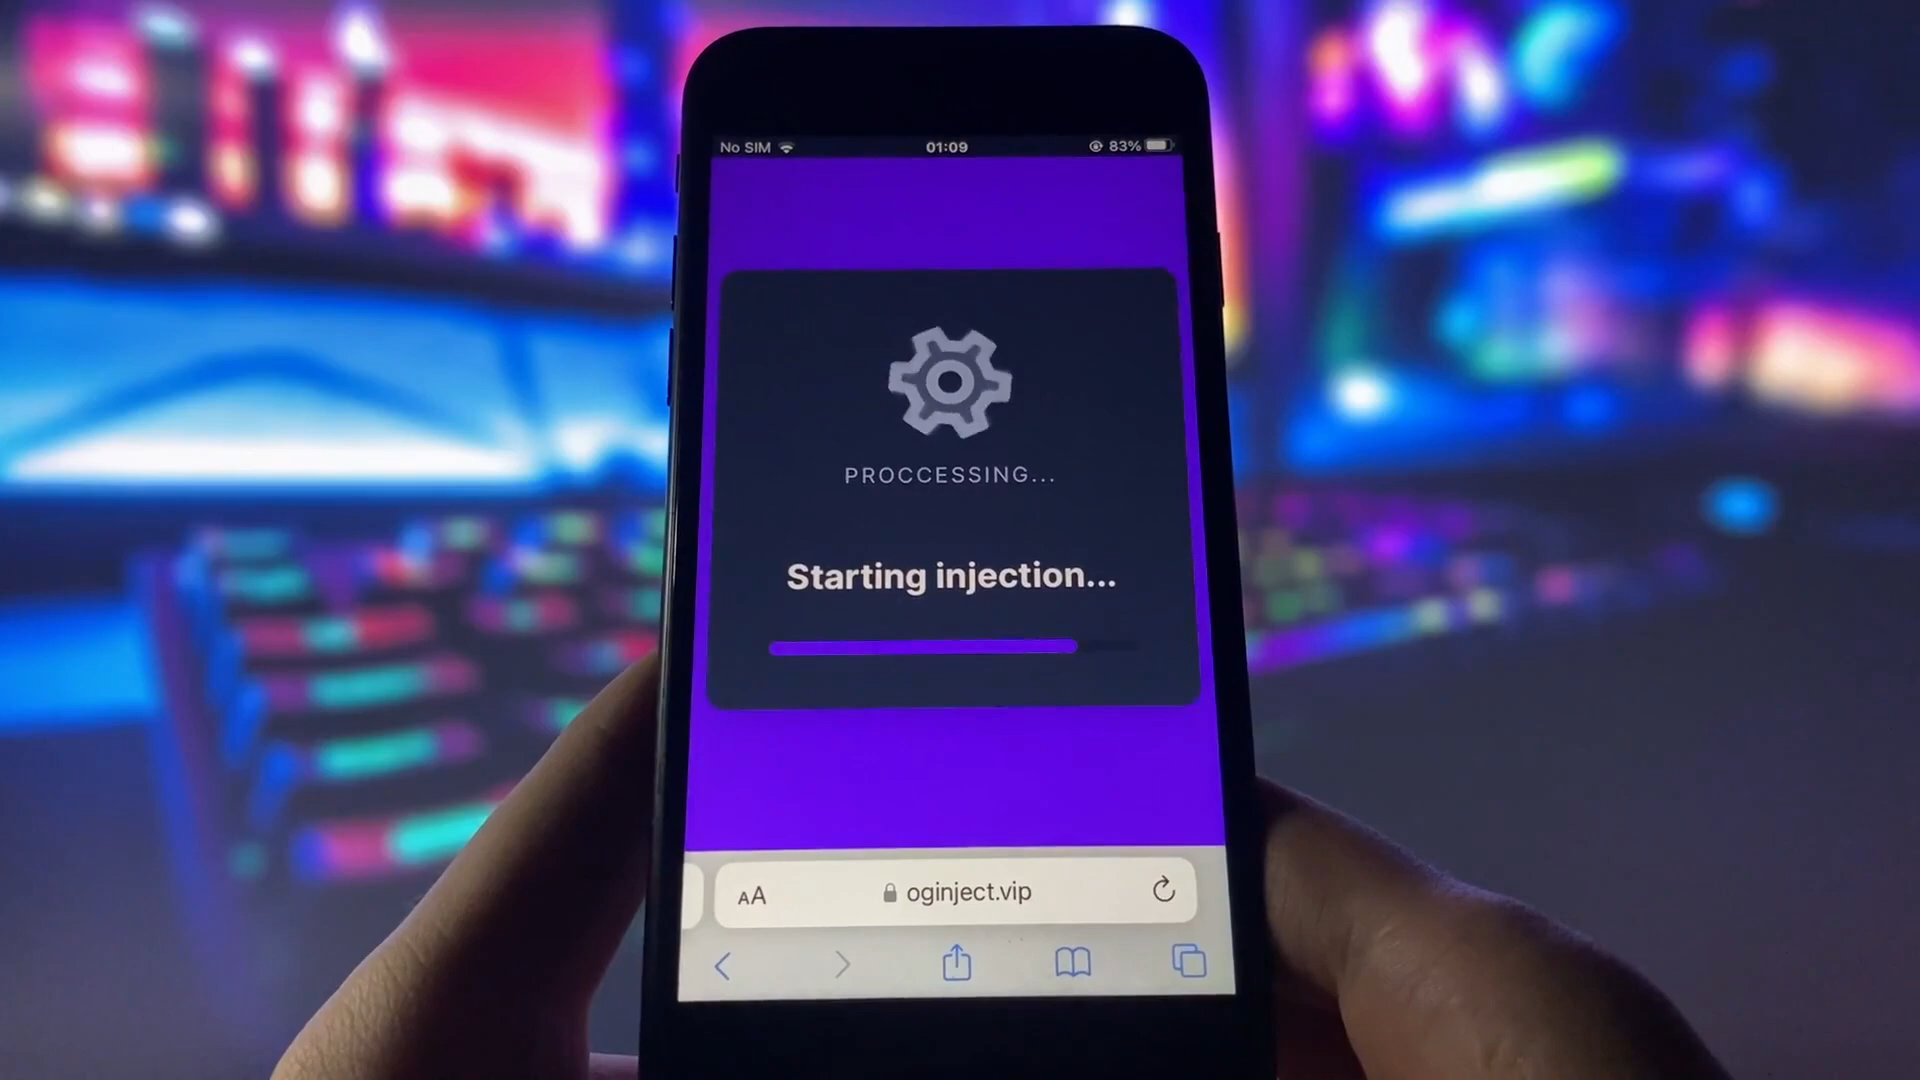 No SIM 01:09 83%
PROCCESSING...
Starting injection...
AA oginject.vip